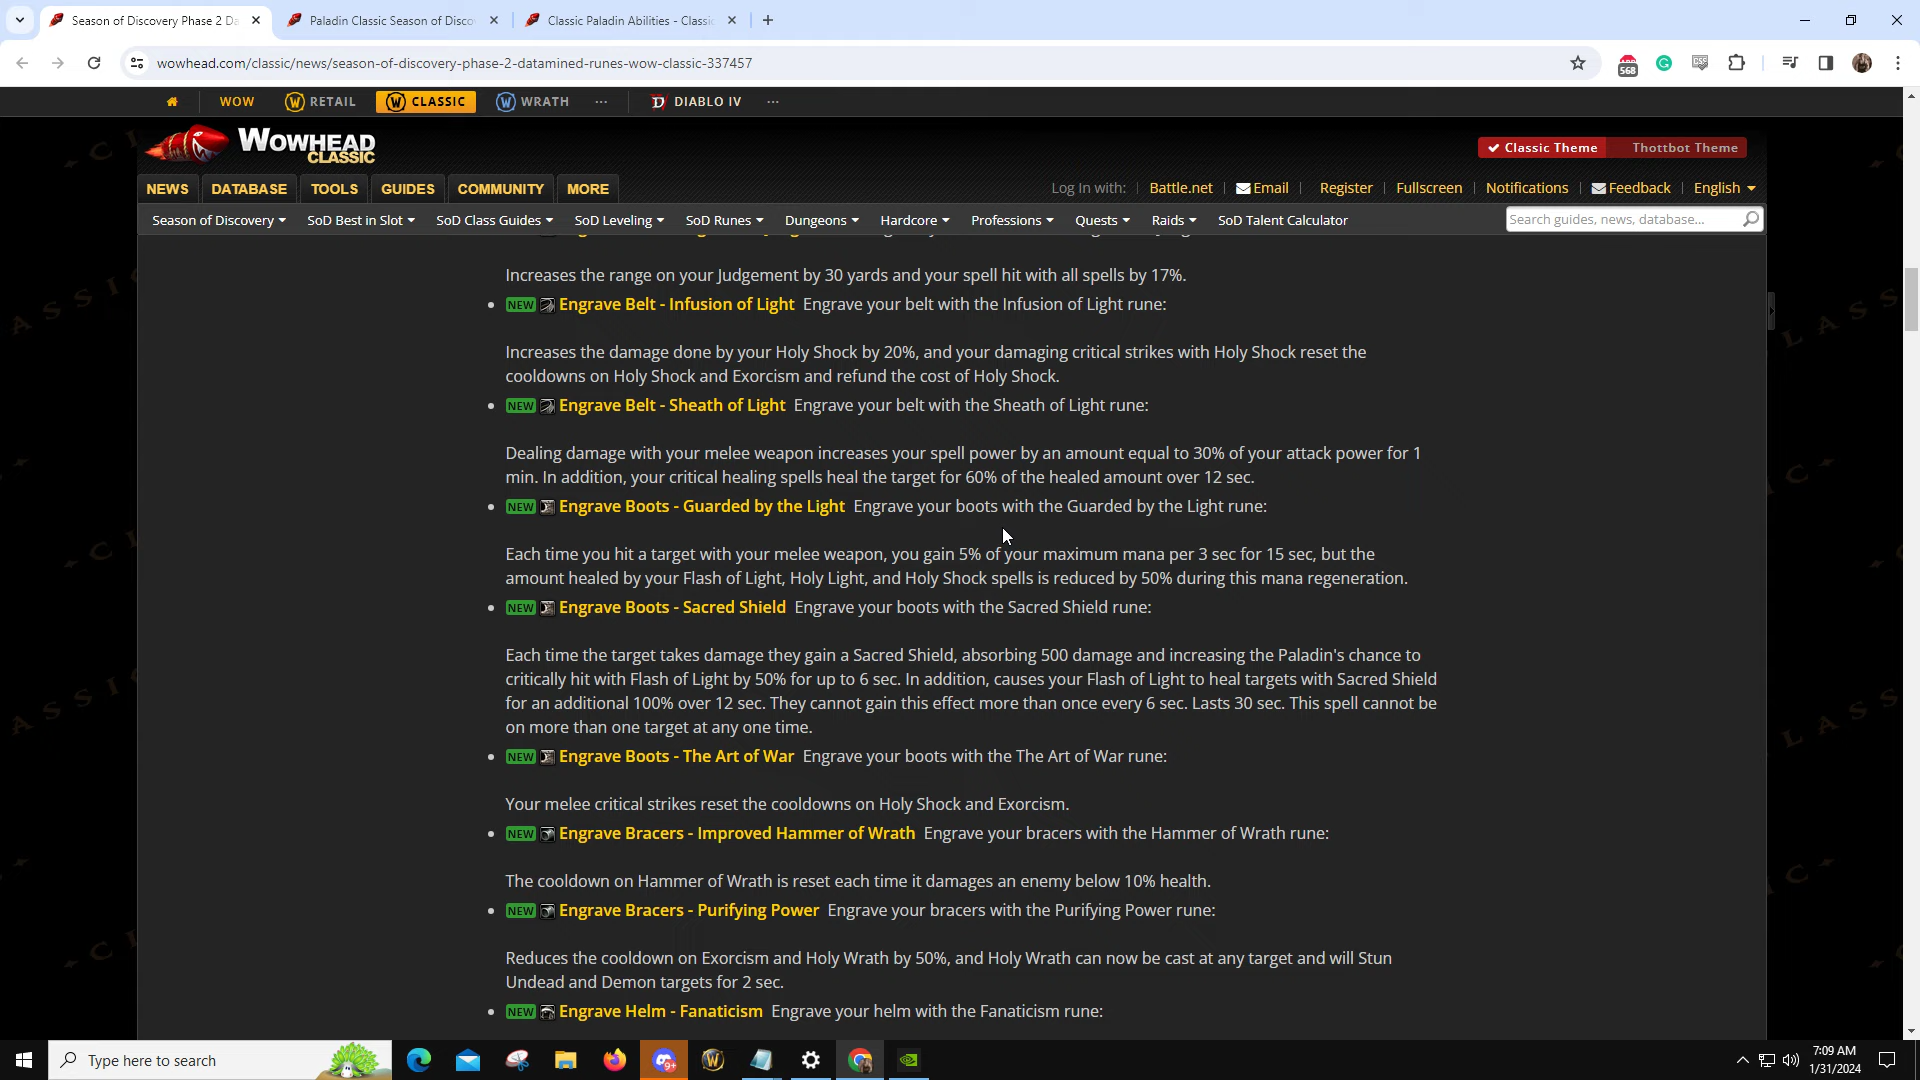 Season of Discovery Phase 2 Da
Paladin Classic Season of Disco
Classic Paladin Abilities - Classic
wowhead.com/classic/news/season-of-discovery-phase-2-datamined-runes-wow-classic-337457
568
WOW RETAIL CLASSIC WRATH ... DIABLO IV ...
WOWHEAD
CLASSIC
Classic Theme Thottbot Theme
NEWS DATABASE TOOLS GUIDES COMMUNITY MORE
Log In with: Battle.net Email Register Fullscreen Notifications Feedback English
Season of Discovery SoD Best in Slot SoD Class Guides SoD Leveling SoD Runes Dungeons Hardcore Professions Quests Raids SoD Talent Calculator
Search guides, news, database...
Increases the range on your Judgement by 30 yards and your spell hit with all spells by 17%.
NEW Engrave Belt - Infusion of Light Engrave your belt with the Infusion of Light rune:
Increases the damage done by your Holy Shock by 20%, and your damaging critical strikes with Holy Shock reset the
cooldowns on Holy Shock and Exorcism and refund the cost of Holy Shock.
NEW Engrave Belt - Sheath of Light Engrave your belt with the Sheath of Light rune:
Dealing damage with your melee weapon increases your spell power by an amount equal to 30% of your attack power for 1
min. In addition, your critical healing spells heal the target for 60% of the healed amount over 12 sec.
NEW Engrave Boots - Guarded by the Light Engrave your boots with the Guarded by the Light rune:
Each time you hit a target with your melee weapon, you gain 5% of your maximum mana per 3 sec for 15 sec, but the
amount healed by your Flash of Light, Holy Light, and Holy Shock spells is reduced by 50% during this mana regeneration.
NEW Engrave Boots - Sacred Shield Engrave your boots with the Sacred Shield rune:
Each time the target takes damage they gain a Sacred Shield, absorbing 500 damage and increasing the Paladin's chance to
critically hit with Flash of Light by 50% for up to 6 sec. In addition, causes your Flash of Light to heal targets with Sacred Shield
for an additional 100% over 12 sec. They cannot gain this effect more than once every 6 sec. Lasts 30 sec. This spell cannot be
on more than one target at any one time.
NEW Engrave Boots - The Art of War Engrave your boots with the The Art of War rune:
Your melee critical strikes reset the cooldowns on Holy Shock and Exorcism.
NEW Engrave Bracers - Improved Hammer of Wrath Engrave your bracers with the Hammer of Wrath rune:
The cooldown on Hammer of Wrath is reset each time it damages an enemy below 10% health.
NEW Engrave Bracers - Purifying Power Engrave your bracers with the Purifying Power rune:
Reduces the cooldown on Exorcism and Holy Wrath by 50%, and Holy Wrath can now be cast at any target and will Stun
Undead and Demon targets for 2 sec.
NEW Engrave Helm - Fanaticism Engrave your helm with the Fanaticism rune:
Type here to search
7:09 AM
1/31/2024